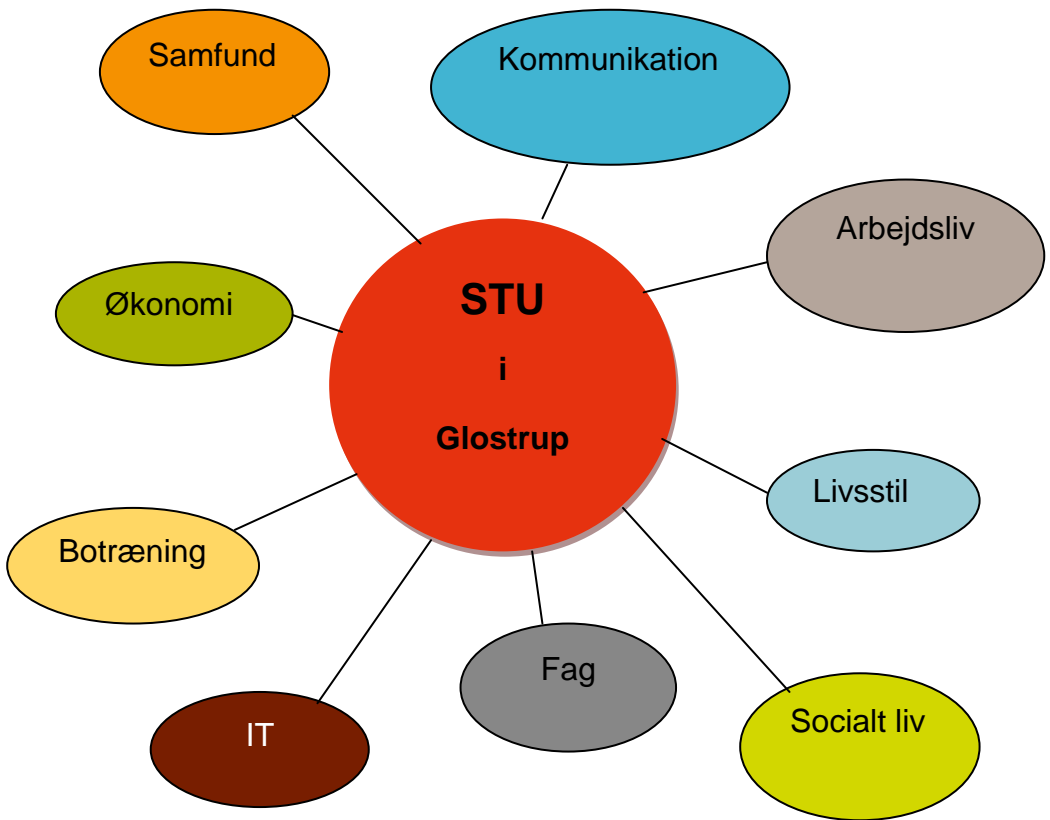 Samfund
Kommunikation
Arbejdsliv
Økonomi
STU
i
Glostrup
Livsstil
Botræning
Fag
IT
Socialt liv